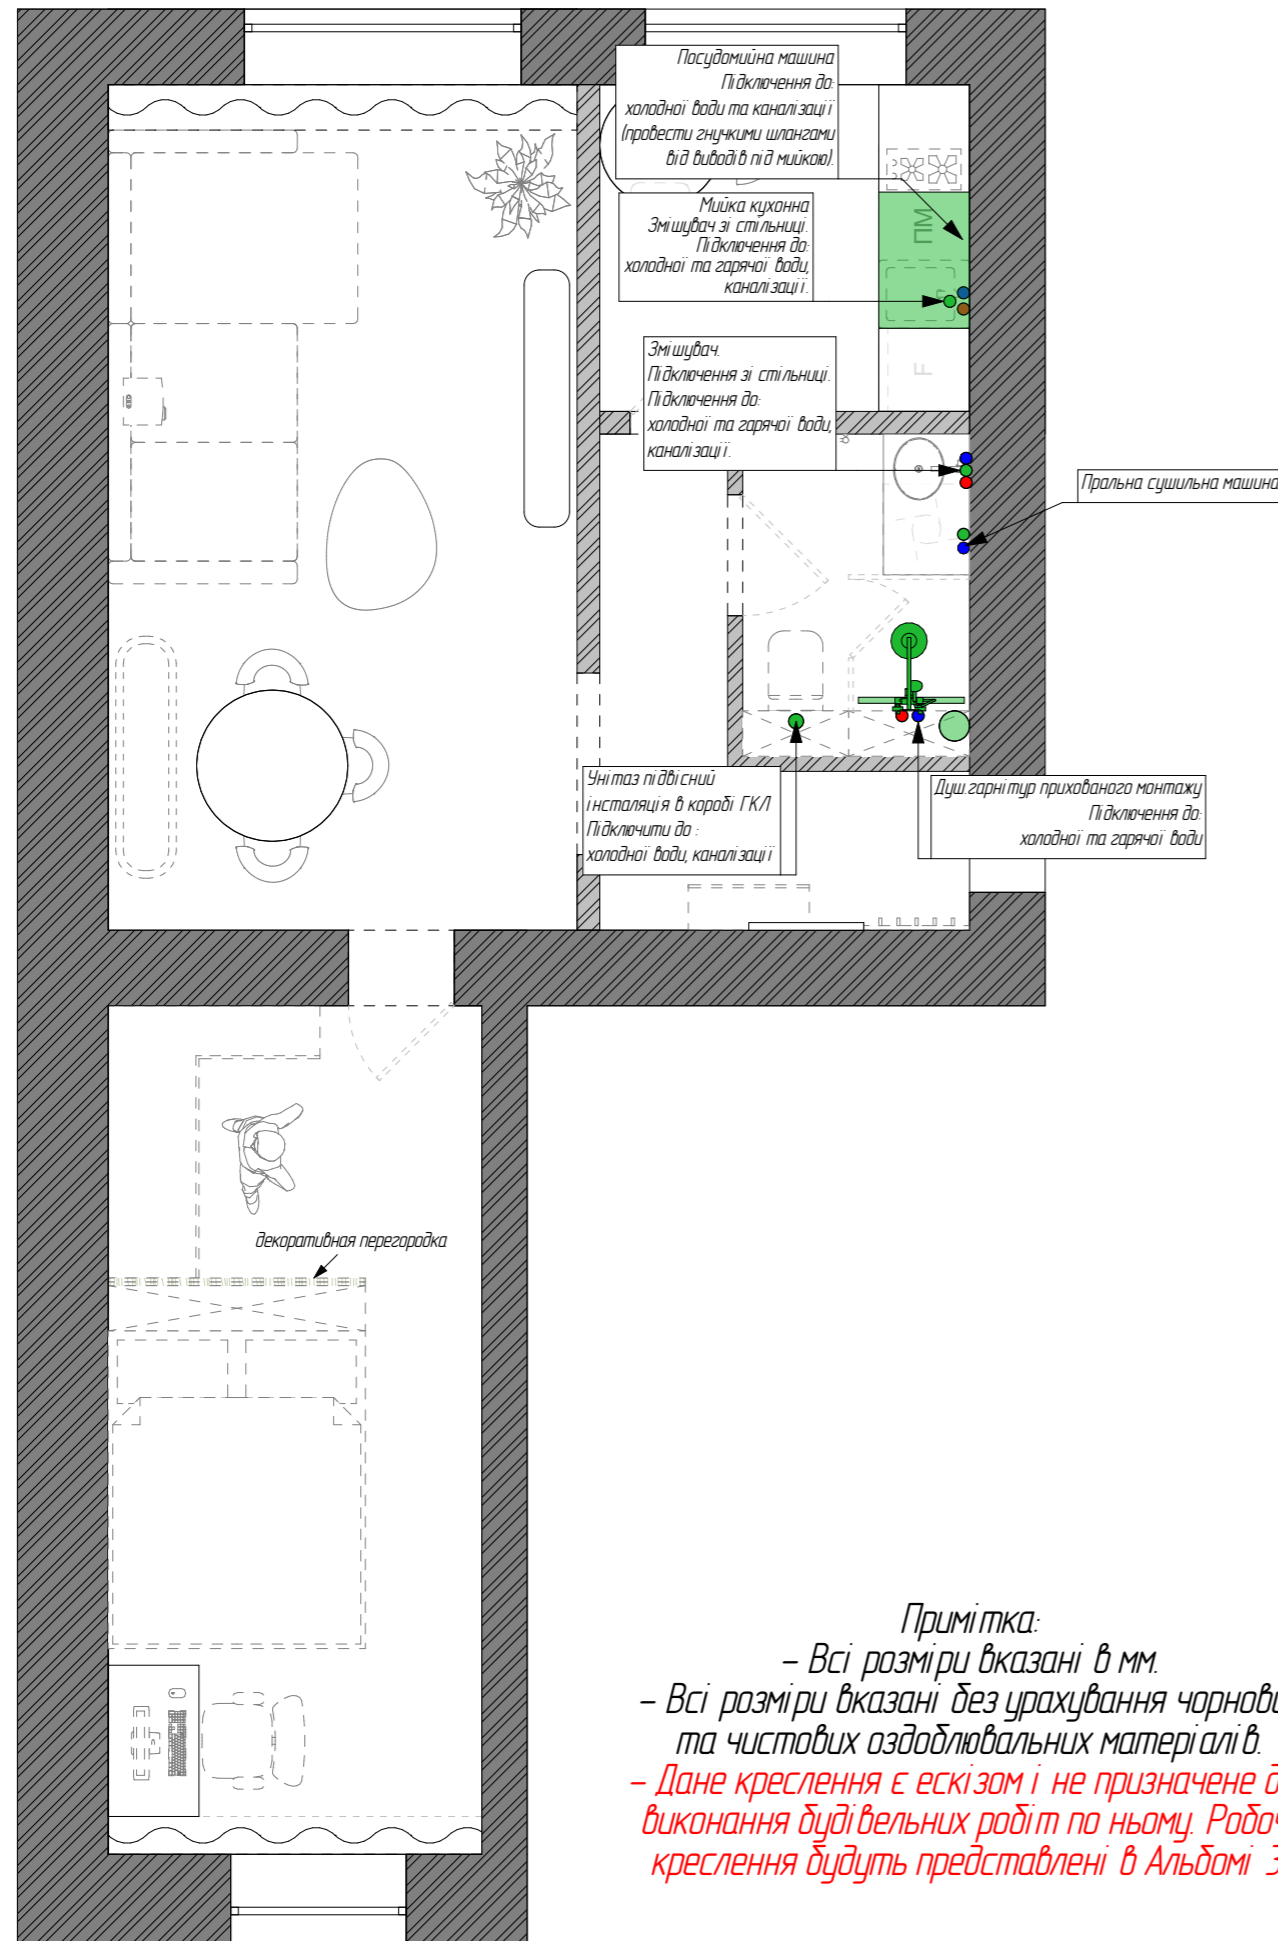 Посудомийна машина
Підключення до:
холодної води та каналізації
(провести гнучкими шлангами
від виводів під мийкою).
Мийка кухонна
Змішувач зі стільниці.
Підключення до:
холодної та гарячої води,
каналізації.
ПМ
F
Змішувач.
Підключення зі стільниці.
Підключення до:
холодної та гарячої води,
каналізації.
Пральна сушильна машина
Унітаз підвісний
інсталяція в коробі ГКЛ
Підключити до :
холодної води, каналізації
Душ.гарнітур прихованого монтажу
Підключення до:
холодної та гарячої води
декоративная перегородка
Примітка:
– Всі розміри вказані в мм.
– Всі розміри вказані без урахування
та чистових оздоблювальних матеріалів.
– Дане креслення є ескізом і не призначене
виконання будівельних робіт по ньому.
креслення будуть представлені в Альбомі